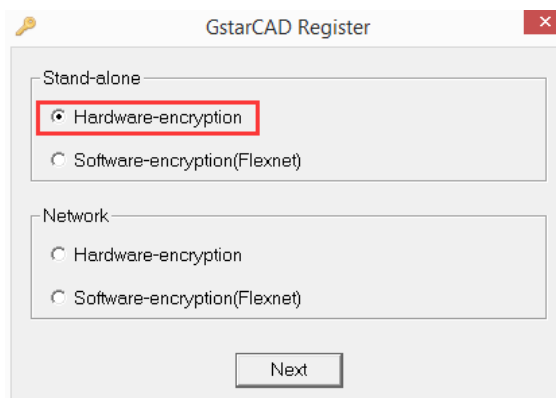 GstarCAD Register
Stand-alone
Hardware-encryption
Software-encryption(Flexnet)
Network
Hardware-encryption
Software-encryption(Flexnet)
Next